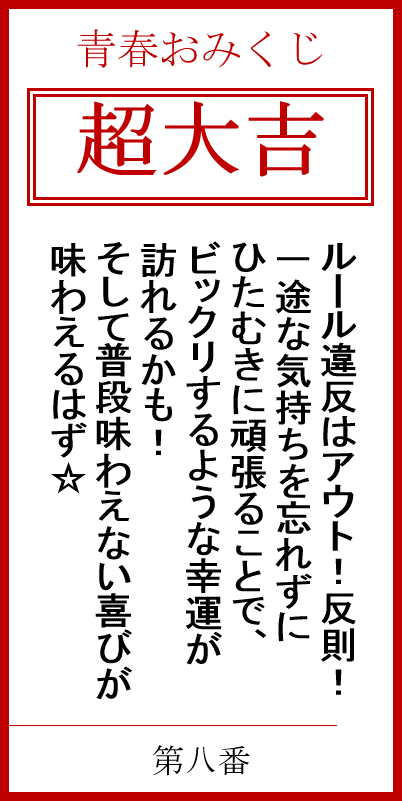 青春おみくじ
超大吉
ルール違反はアウト！反則！
一途な気持ちを忘れずに
ひたむきに頑張ることで、
ビックリするような幸運が
訪れるかも！
そして普段味わえない喜びが
味わえるはず☆
第八番